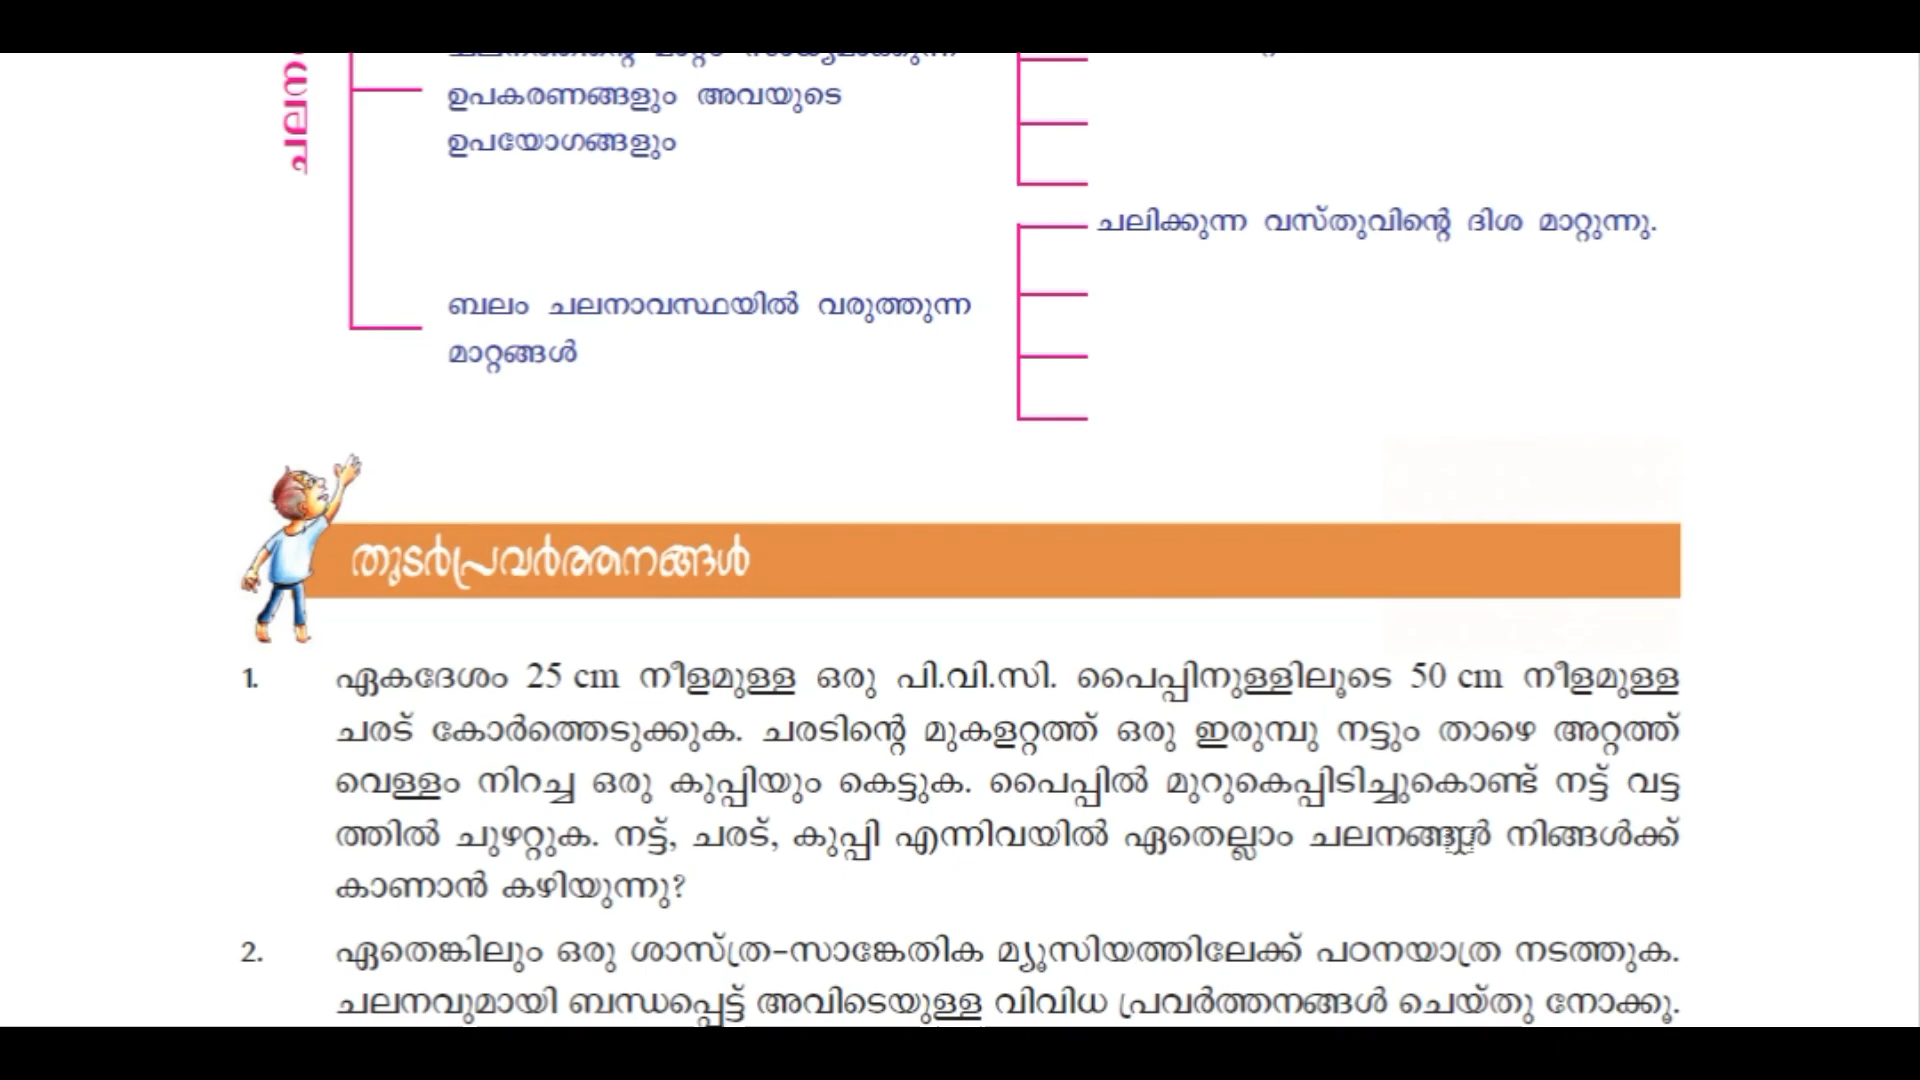 ചലന
ഉപകരണങ്ങളും അവയുടെ
ഉപയോഗങ്ങളും
ചലിക്കുന്ന വസ്തുവിന്റെ ദിശ മാറ്റുന്നു.
ബലം ചലനാവസ്ഥയിൽ വരുത്തുന്ന
മാറ്റങ്ങൾ
തുടർപ്രവർത്തനങ്ങൾ
1. ഏകദേശം 25 cm നീളമുള്ള ഒരു പി.വി.സി. പൈപ്പിനുള്ളിലൂടെ 50 cm നീളമുള്ള
ചരട് കോർത്തെടുക്കുക. ചരടിന്റെ മുകളറ്റത്ത് ഒരു ഇരുമ്പു നട്ടും താഴെ അറ്റത്ത്
വെള്ളം നിറച്ച ഒരു കുപ്പിയും കെട്ടുക. പൈപ്പിൽ മുറുകെപ്പിടിച്ചുകൊണ്ട് നട്ട് വട്ട
ത്തിൽ ചുഴറ്റുക. നട്ട്, ചരട്, കുപ്പി എന്നിവയിൽ ഏതെല്ലാം ചലനങ്ങൾ നിങ്ങൾക്ക്
കാണാൻ കഴിയുന്നു?
2. ഏതെങ്കിലും ഒരു ശാസ്ത്ര-സാങ്കേതിക മ്യൂസിയത്തിലേക്ക് പഠനയാത്ര നടത്തുക.
ചലനവുമായി ബന്ധപ്പെട്ട് അവിടെയുള്ള വിവിധ പ്രവർത്തനങ്ങൾ ചെയ്തു നോക്കൂ.